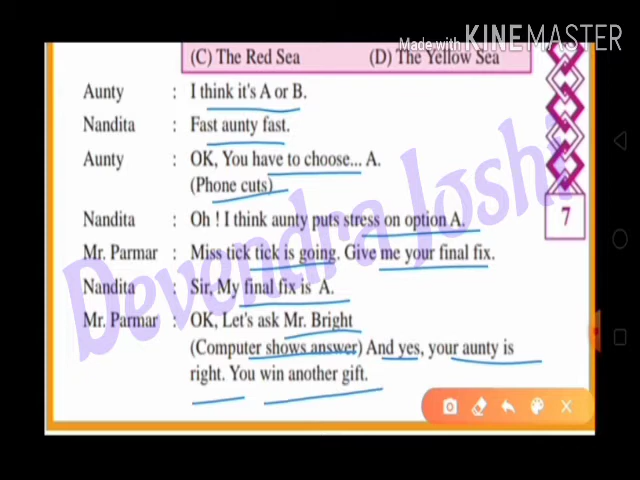 Made with KINEMASTER
(C) The Red Sea (D) The Yellow Sea
Aunty : I think it's A or B.
Nandita : Fast aunty fast.
Aunty : OK, You have to choose... A.
(Phone cuts)
Nandita : Oh ! I think aunty puts stress on option A.
Mr. Parmar : Miss tick tick is going. Give me your final fix.
Nandita : Sir, My final fix is A.
Mr. Parmar : OK, Let's ask Mr. Bright
(Computer shows answer) And yes, your aunty is
right. You win another gift.
7
Devendra Joshi